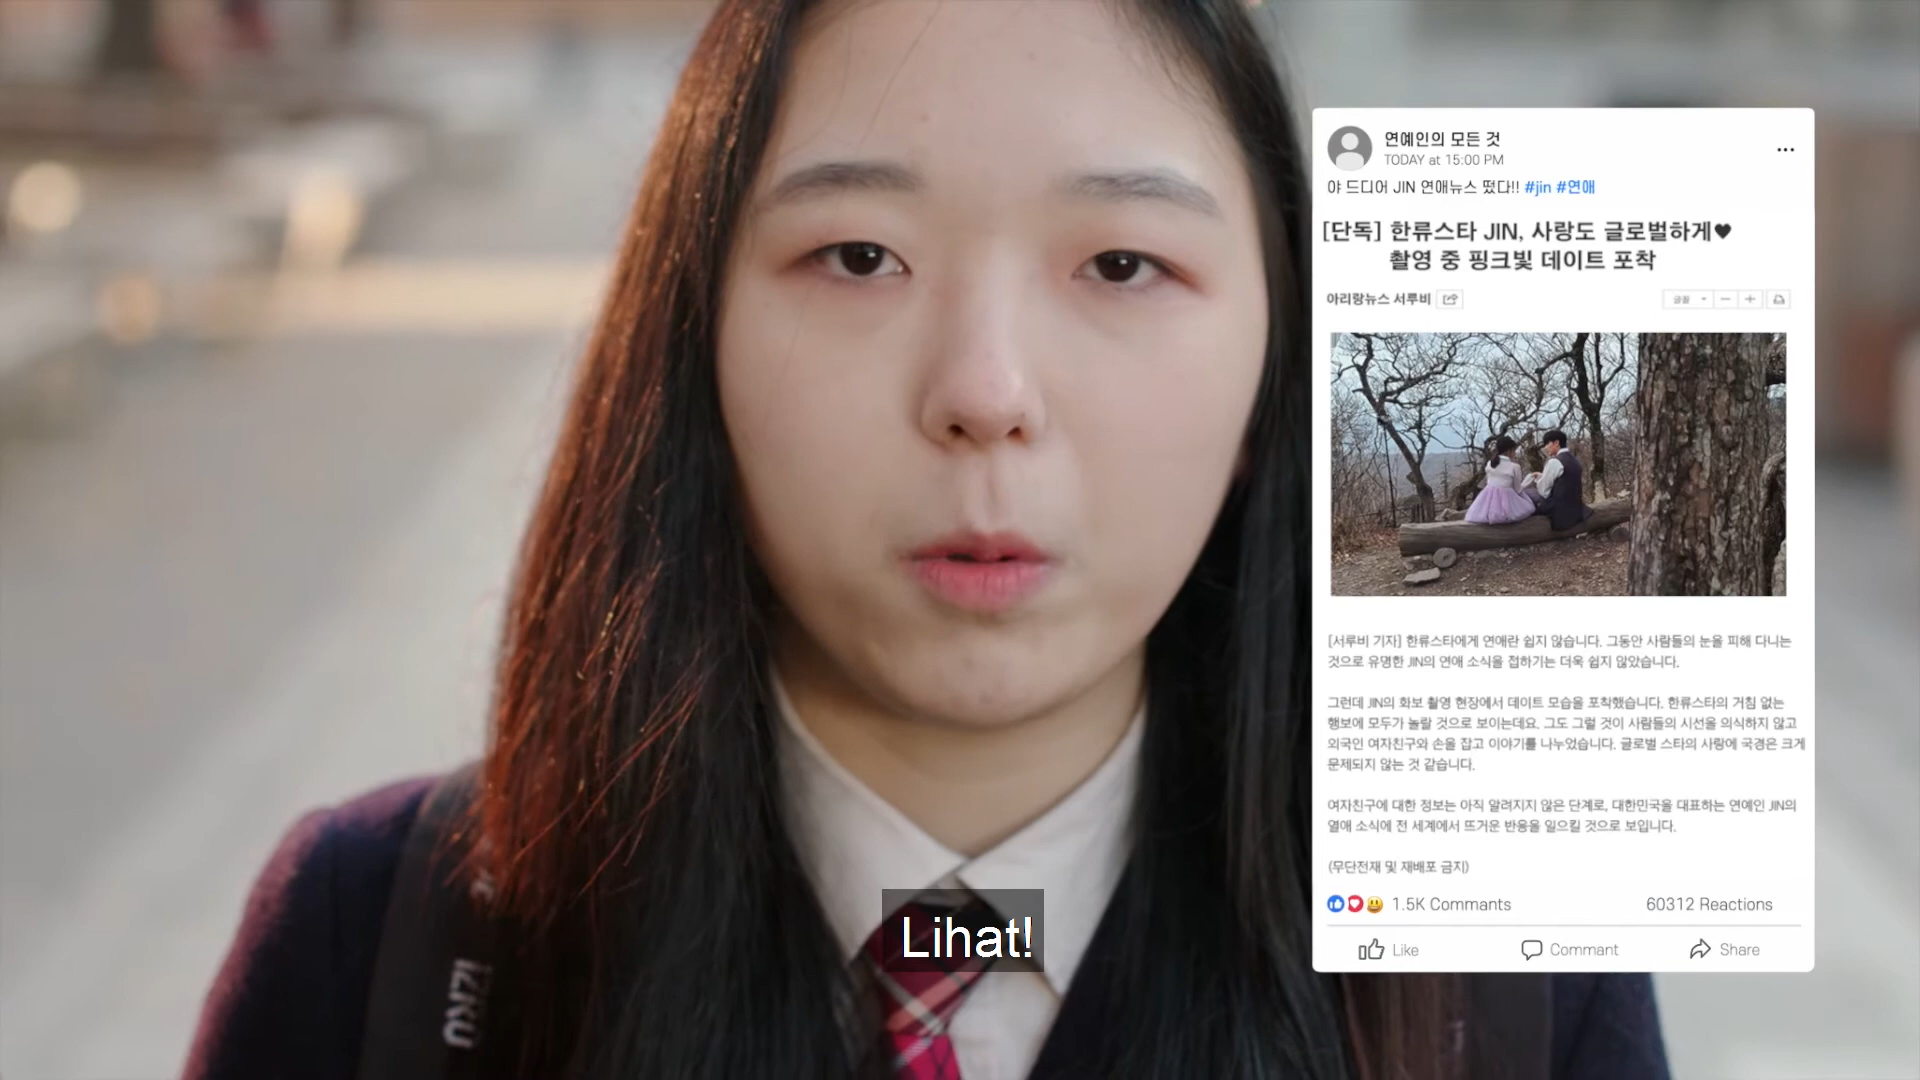 연예인의 모든 것
TODAY at 15:00 PM
야 드디어 JIN 연애뉴스 떴다!! #jin #연애
[단독] 한류스타 JIN, 사랑도 글로벌하게♥
촬영 중 핑크빛 데이트 포착
아리랑뉴스 서루비
글꼴
[서루비 기자] 한류스타에게 연애란 쉽지 않습니다. 그동안 사람들의 눈을 피해 다니는
것으로 유명한 JIN의 연애 소식을 접하기는 더욱 쉽지 않았습니다.
그런데 JIN의 화보 촬영 현장에서 데이트 모습을 포착했습니다. 한류스타의 거침 없는
행보에 모두가 놀랄 것으로 보이는데요. 그도 그럴 것이 사람들의 시선을 의식하지 않고
외국인 여자친구와 손을 잡고 이야기를 나누었습니다. 글로벌 스타의 사랑에 국경은 크게
문제되지 않는 것 같습니다.
여자친구에 대한 정보는 아직 알려지지 않은 단계로, 대한민국을 대표하는 연예인 JIN의
열애 소식에 전 세계에서 뜨거운 반응을 일으킬 것으로 보입니다.
(무단전재 및 재배포 금지)
1.5K Commants 60312 Reactions
Like Commant Share
Lihat!
IZKU